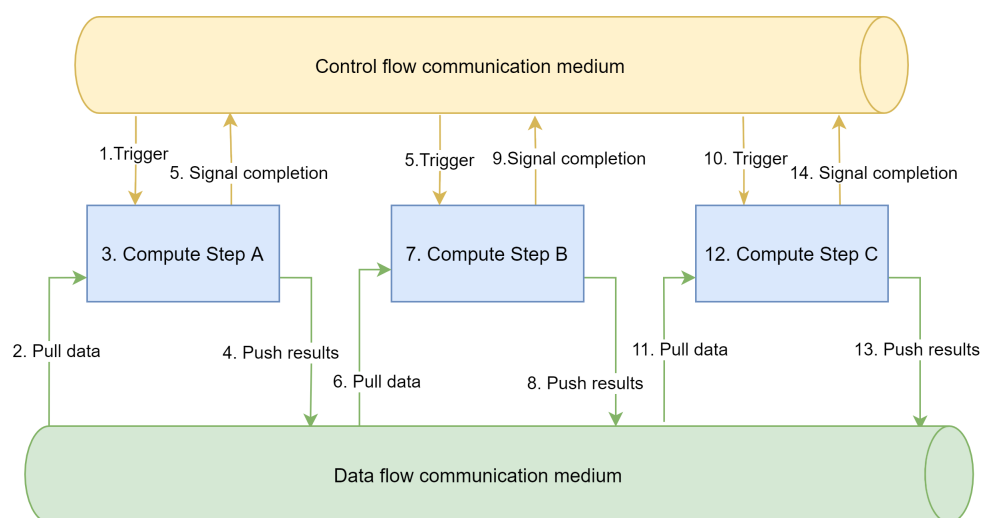 Control flow communication medium
1.Trigger
5. Signal completion
5.Trigger
9.Signal completion
10. Trigger
14. Signal completion
3. Compute Step A
7. Compute Step B
12. Compute Step C
2. Pull data
4. Push results
6. Pull data
8. Push results
11. Pull data
13. Push results
Data flow communication medium